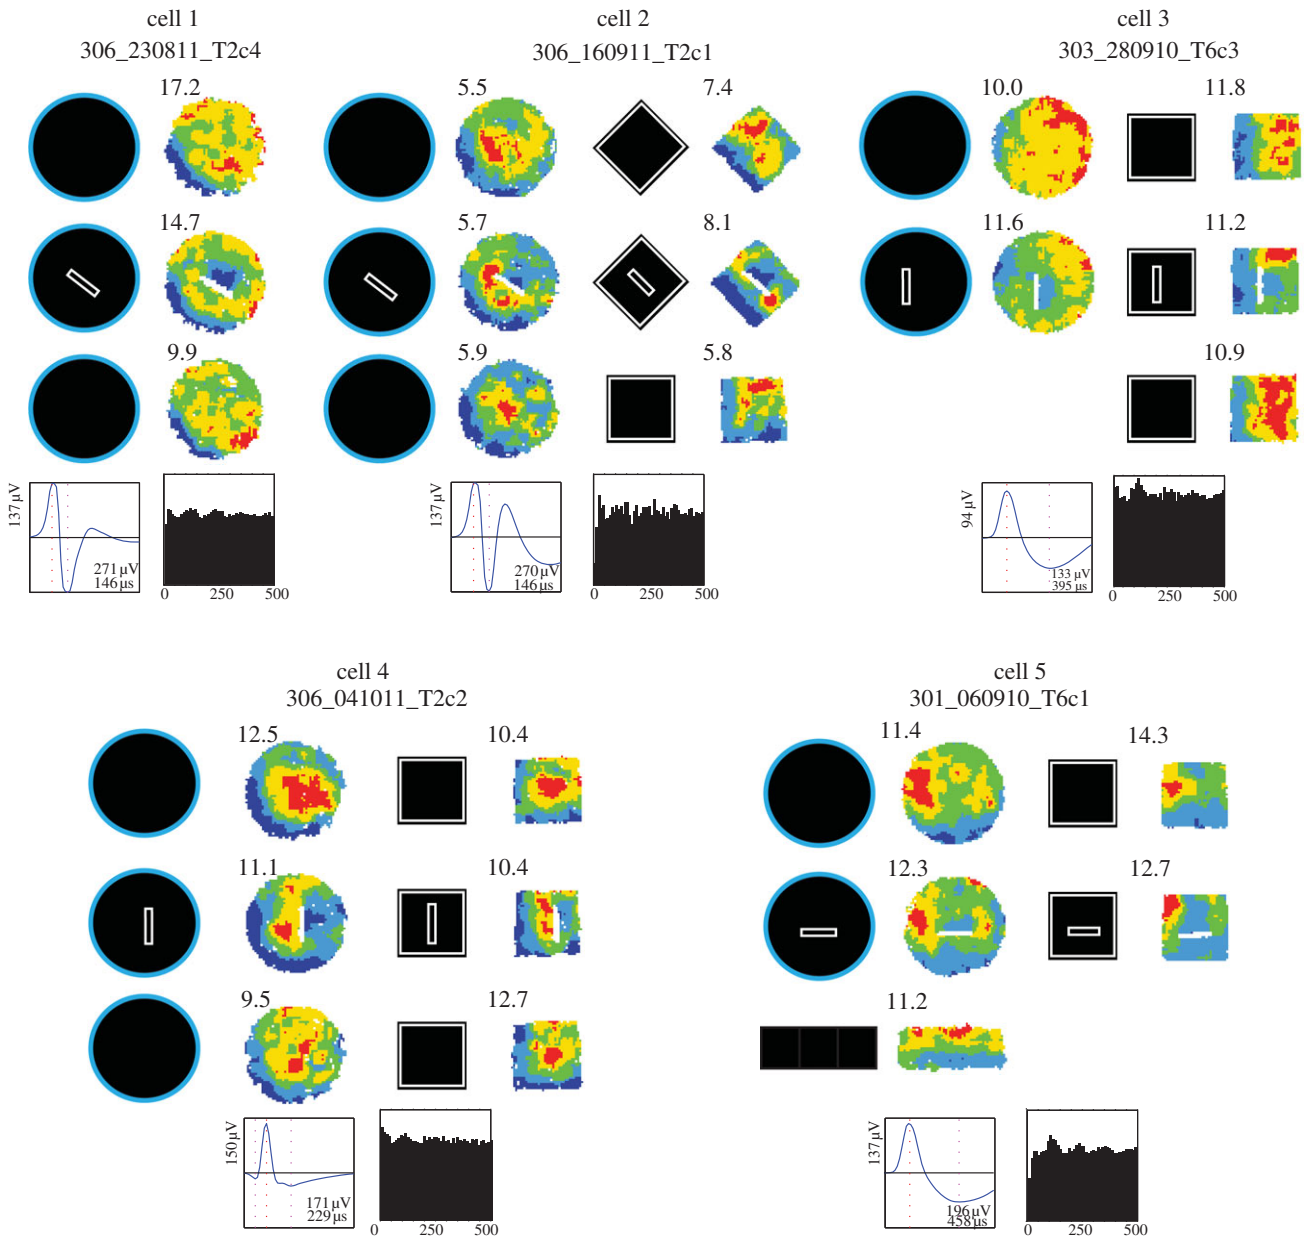 cell 1
306_230811_T2c4
cell 2
306_160911_T2c1
cell 3
303_280910_T6c3
17.2
5.5
7.4
10.0
11.8
14.7
5.7
8.1
11.6
11.2
9.9
5.9
5.8
10.9
137 µV
271 µV
146 µs
0 250 500
137 µV
270 µV
146 µs
0 250 500
94 µV
133 µV
395 µs
0 250 500
cell 4
306_041011_T2c2
cell 5
301_060910_T6c1
12.5
10.4
11.4
14.3
11.1
10.4
12.3
12.7
9.5
12.7
11.2
150 µV
171 µV
229 µs
0 250 500
137 µV
196 µV
458 µs
0 250 500